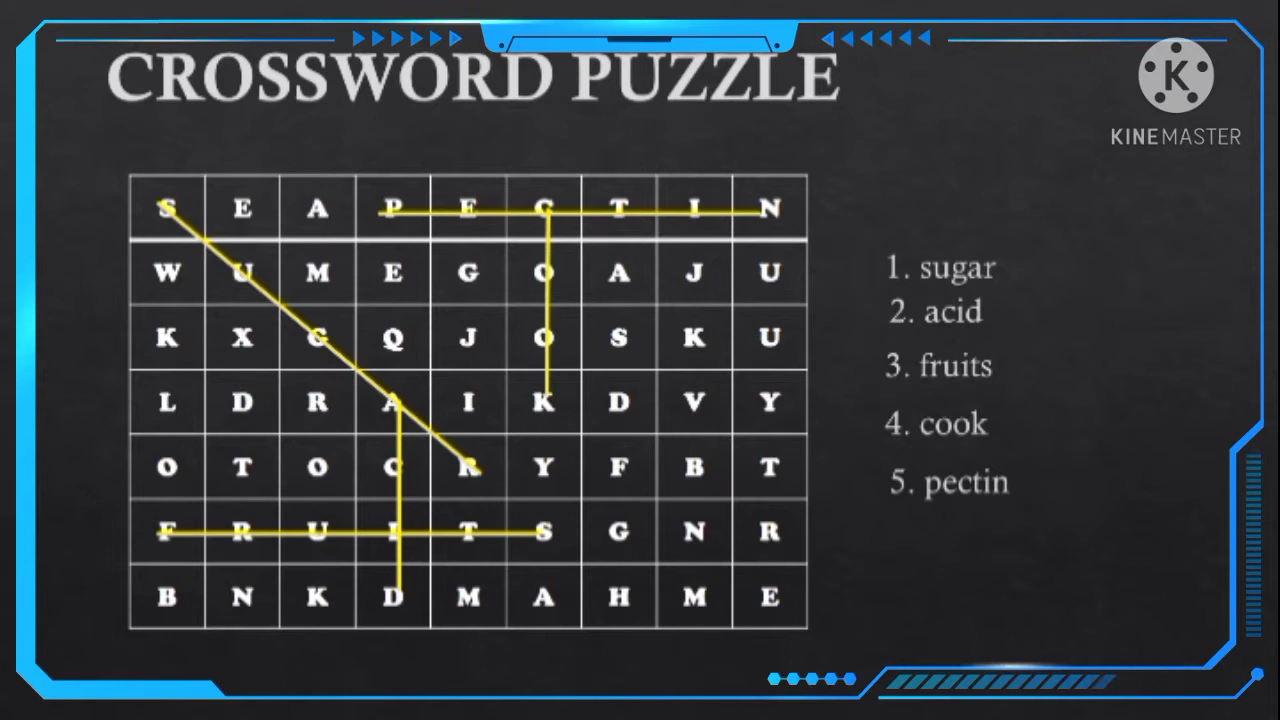 CROSSWORD PUZZLE
KINEMASTER
S E A P E C T I N
W U M E G O A J U
K X G Q J O S K U
L D R A I K D V Y
O T O C R Y F B T
F R U I T S G N R
B N K D M A H M E
1. sugar
2. acid
3. fruits
4. cook
5. pectin